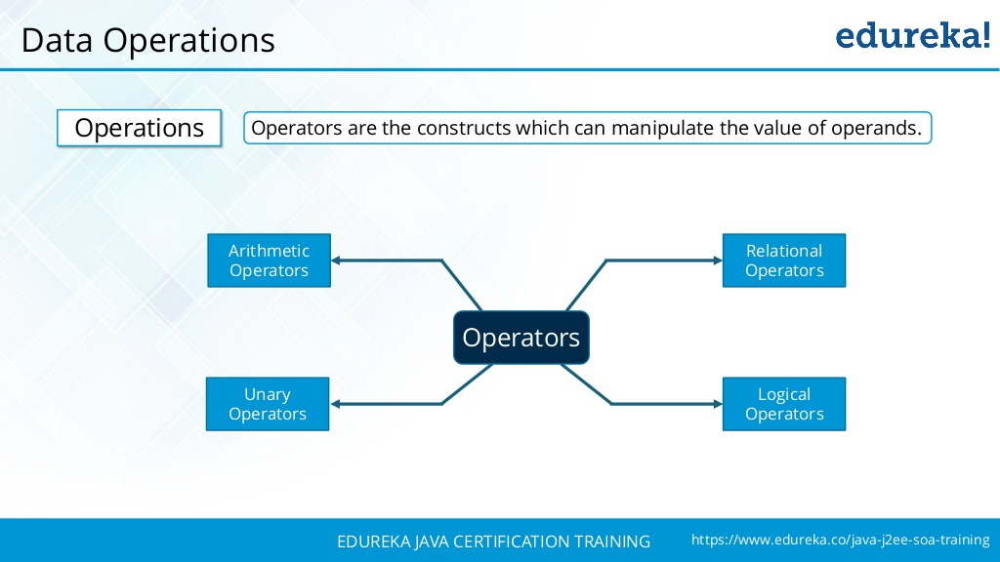 Data Operations
edureka!
Operations
Operators are the constructs which can manipulate the value of operands.
Arithmetic
Operators
Relational
Operators
Operators
Unary
Operators
Logical
Operators
EDUREKA JAVA CERTIFICATION TRAINING
https://www.edureka.co/java-j2ee-soa-training